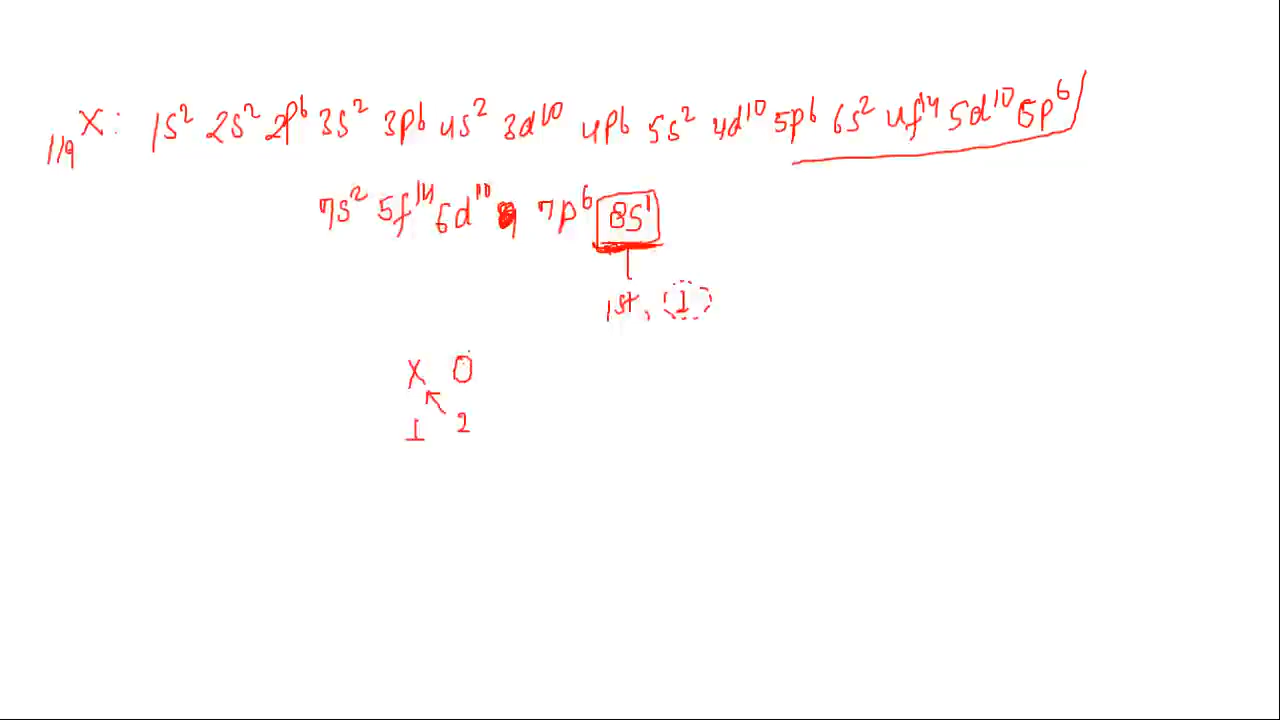 ₁₁₉X: 1s² 2s² 2p⁶ 3s² 3p⁶ 4s² 3d¹⁰ 4p⁶ 5s² 4d¹⁰ 5p⁶ 6s² 4f¹⁴ 5d¹⁰ 6p⁶
7s² 5f¹⁴ 6d¹⁰ 7p⁶ 8s¹
1st, 1
X O
1 2